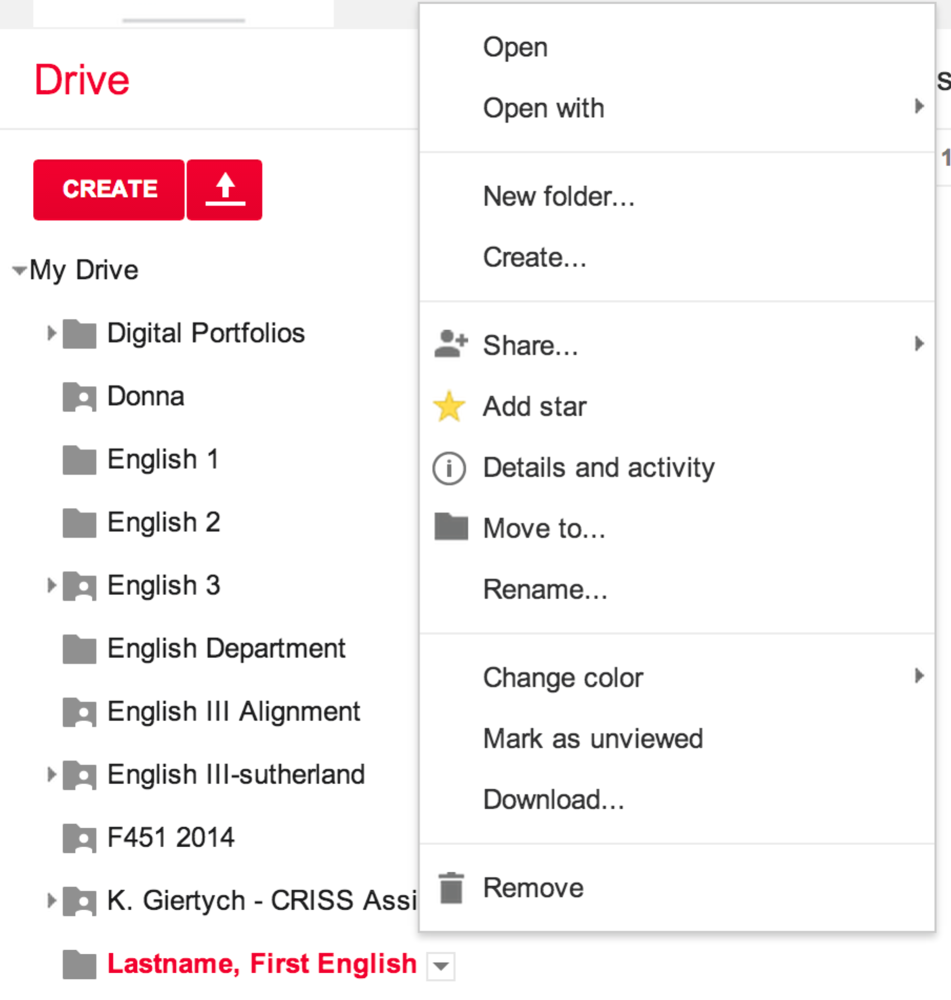 Drive
CREATE
My Drive
Digital Portfolios
Donna
English 1
English 2
English 3
English Department
English III Alignment
English III-sutherland
F451 2014
K. Giertych - CRISS Assi
Lastname, First English
Open
Open with
New folder...
Create...
Share...
Add star
Details and activity
Move to...
Rename...
Change color
Mark as unviewed
Download...
Remove
S
1